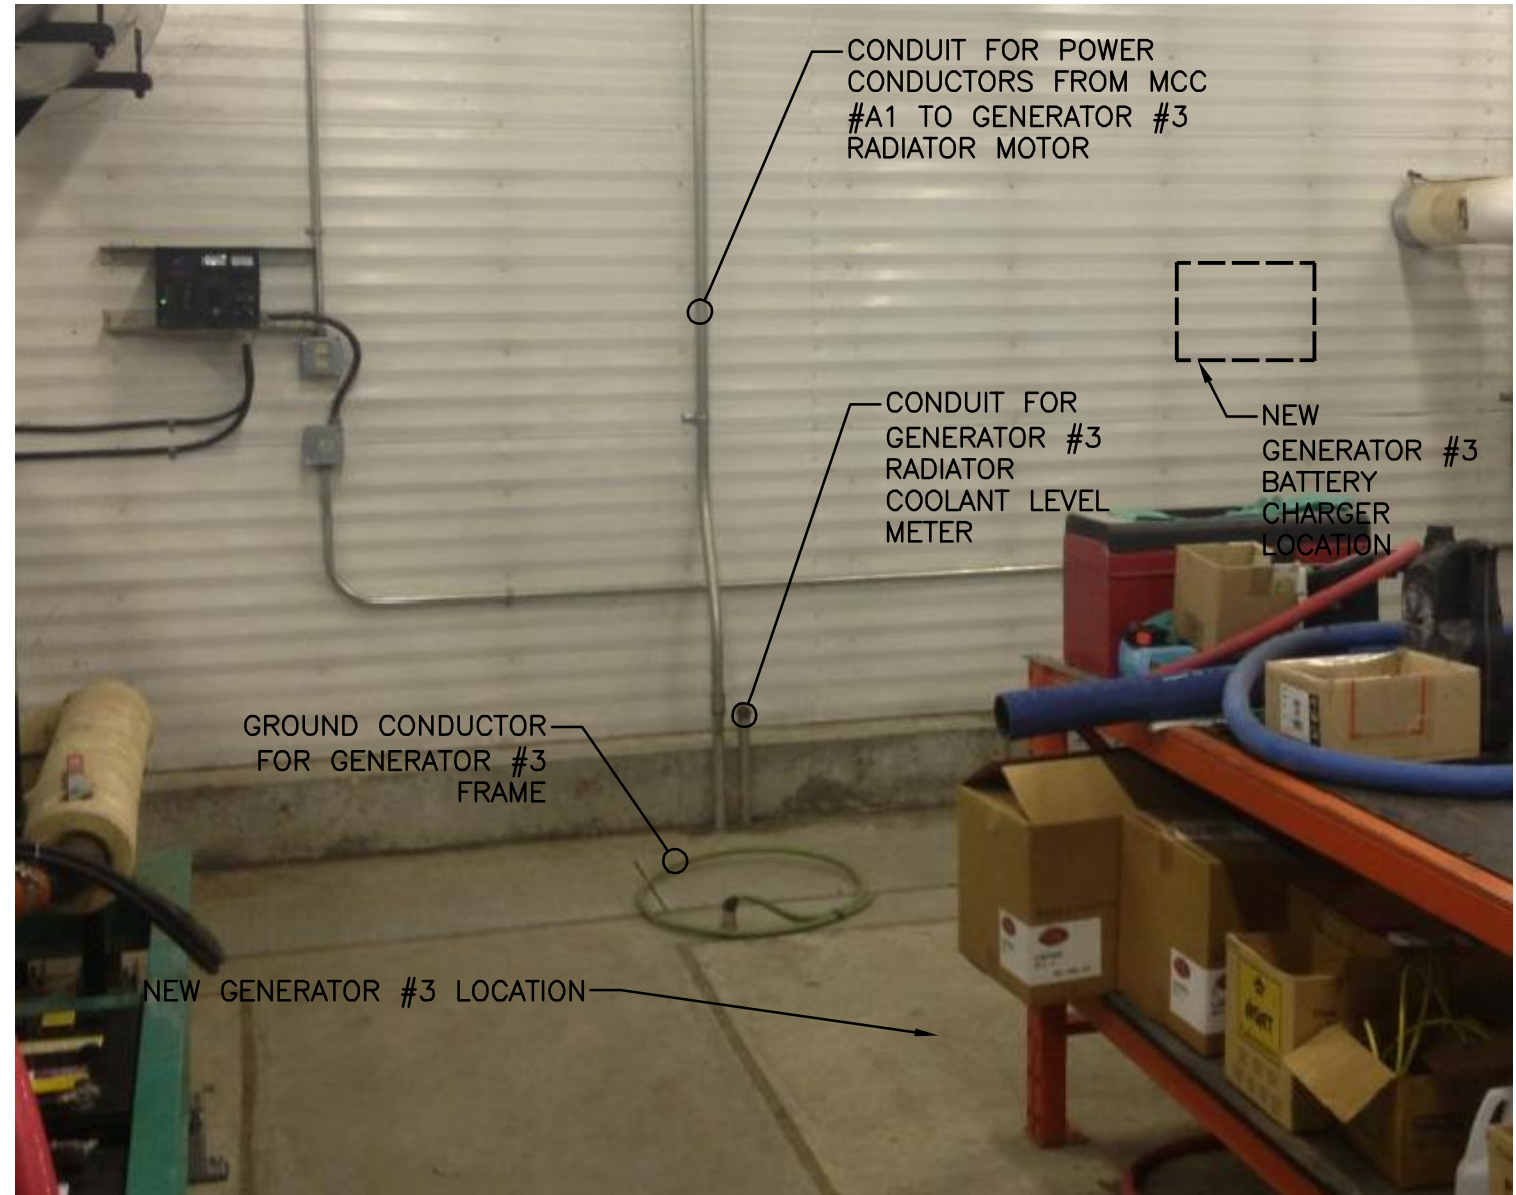 CONDUIT FOR POWER
CONDUCTORS FROM MCC
#A1 TO GENERATOR #3
RADIATOR MOTOR
CONDUIT FOR
GENERATOR #3
RADIATOR
COOLANT LEVEL
METER
NEW
GENERATOR #3
BATTERY
CHARGER
LOCATION
GROUND CONDUCTOR
FOR GENERATOR #3
FRAME
NEW GENERATOR #3 LOCATION